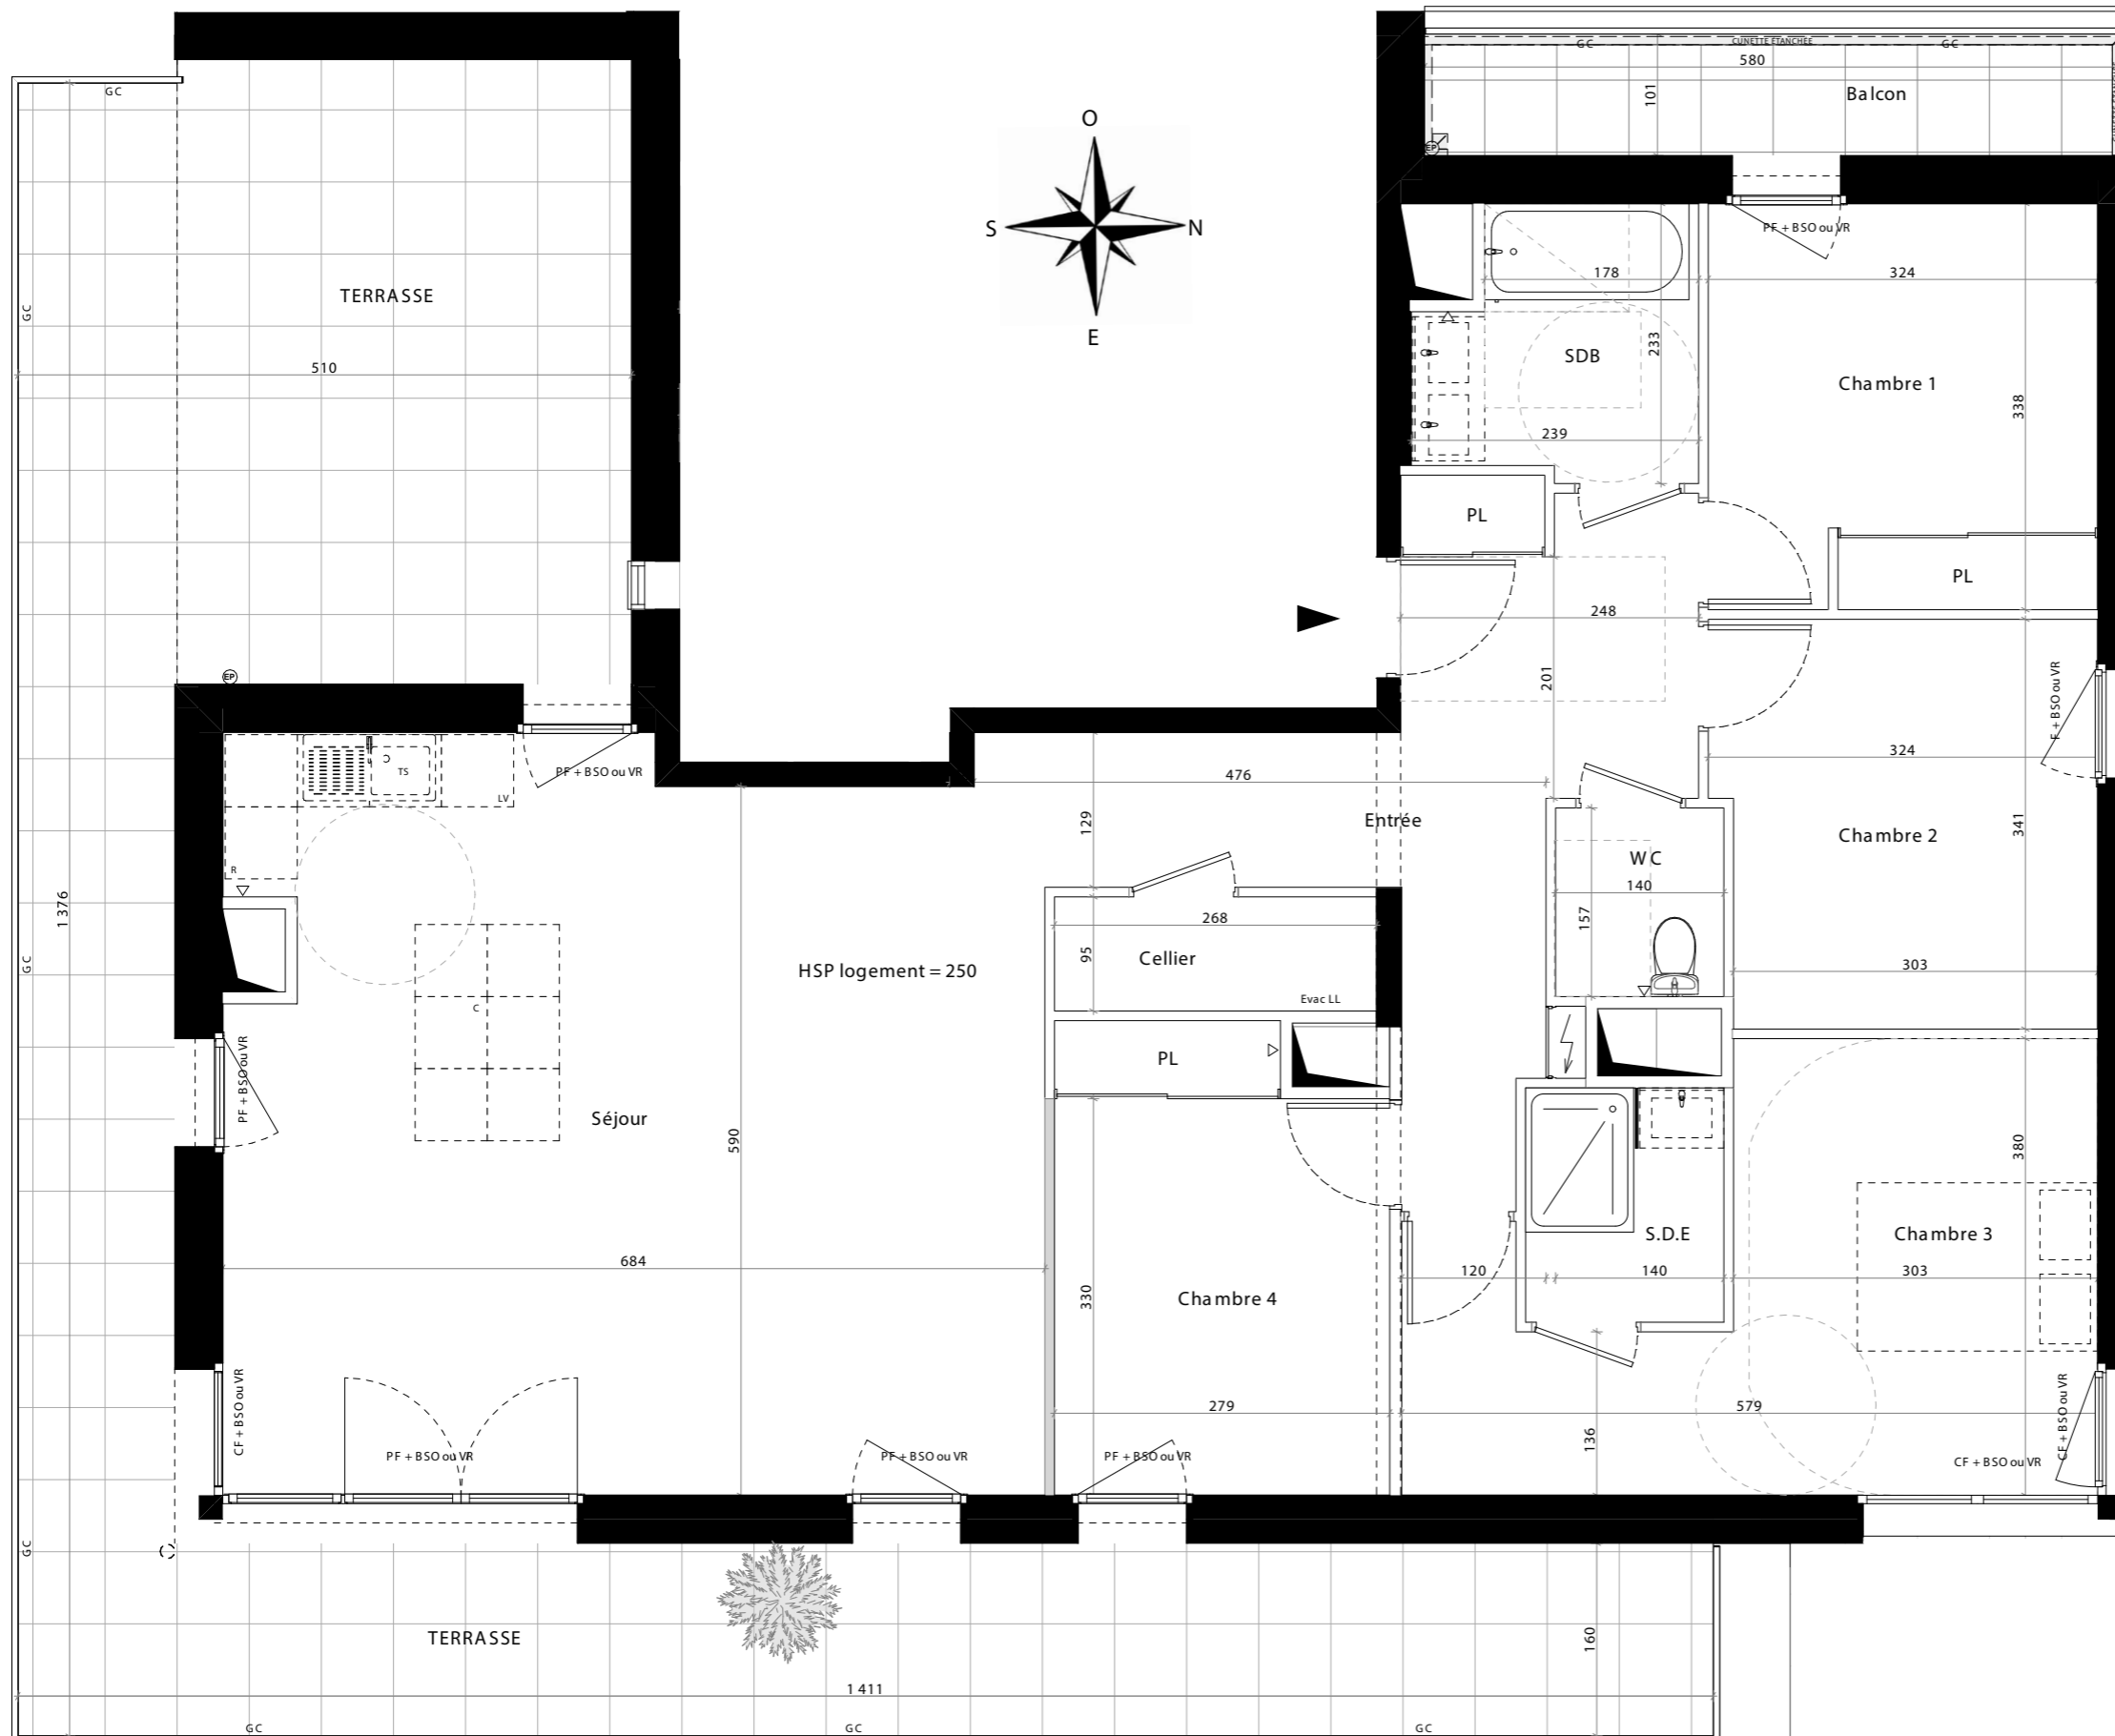 GC
CUNETTE ETANCHEE
GC
580
GC
101
Balcon
EP
O
S
N
E
PF + BSO ou VR
178
324
GC
TERRASSE
233
SDB
Chambre 1
510
338
239
PL
PL
248
201
EP
F + BSO ou VR
324
PF + BSO ou VR
TS
LV
476
129
Entrée
341
Chambre 2
R
WC
140
1 376
157
268
95
Cellier
GC
HSP logement = 250
303
Evac LL
C
PL
PF + BSO ou VR
Séjour
590
380
S.D.E
Chambre 3
684
120
140
303
330
Chambre 4
279
579
CF + BSO ou VR
CF + BSO ou VR
136
PF + BSO ou VR
PF + BSO ou VR
PF + BSO ou VR
CF + BSO ou VR
GC
TERRASSE
160
1 411
GC
GC
GC